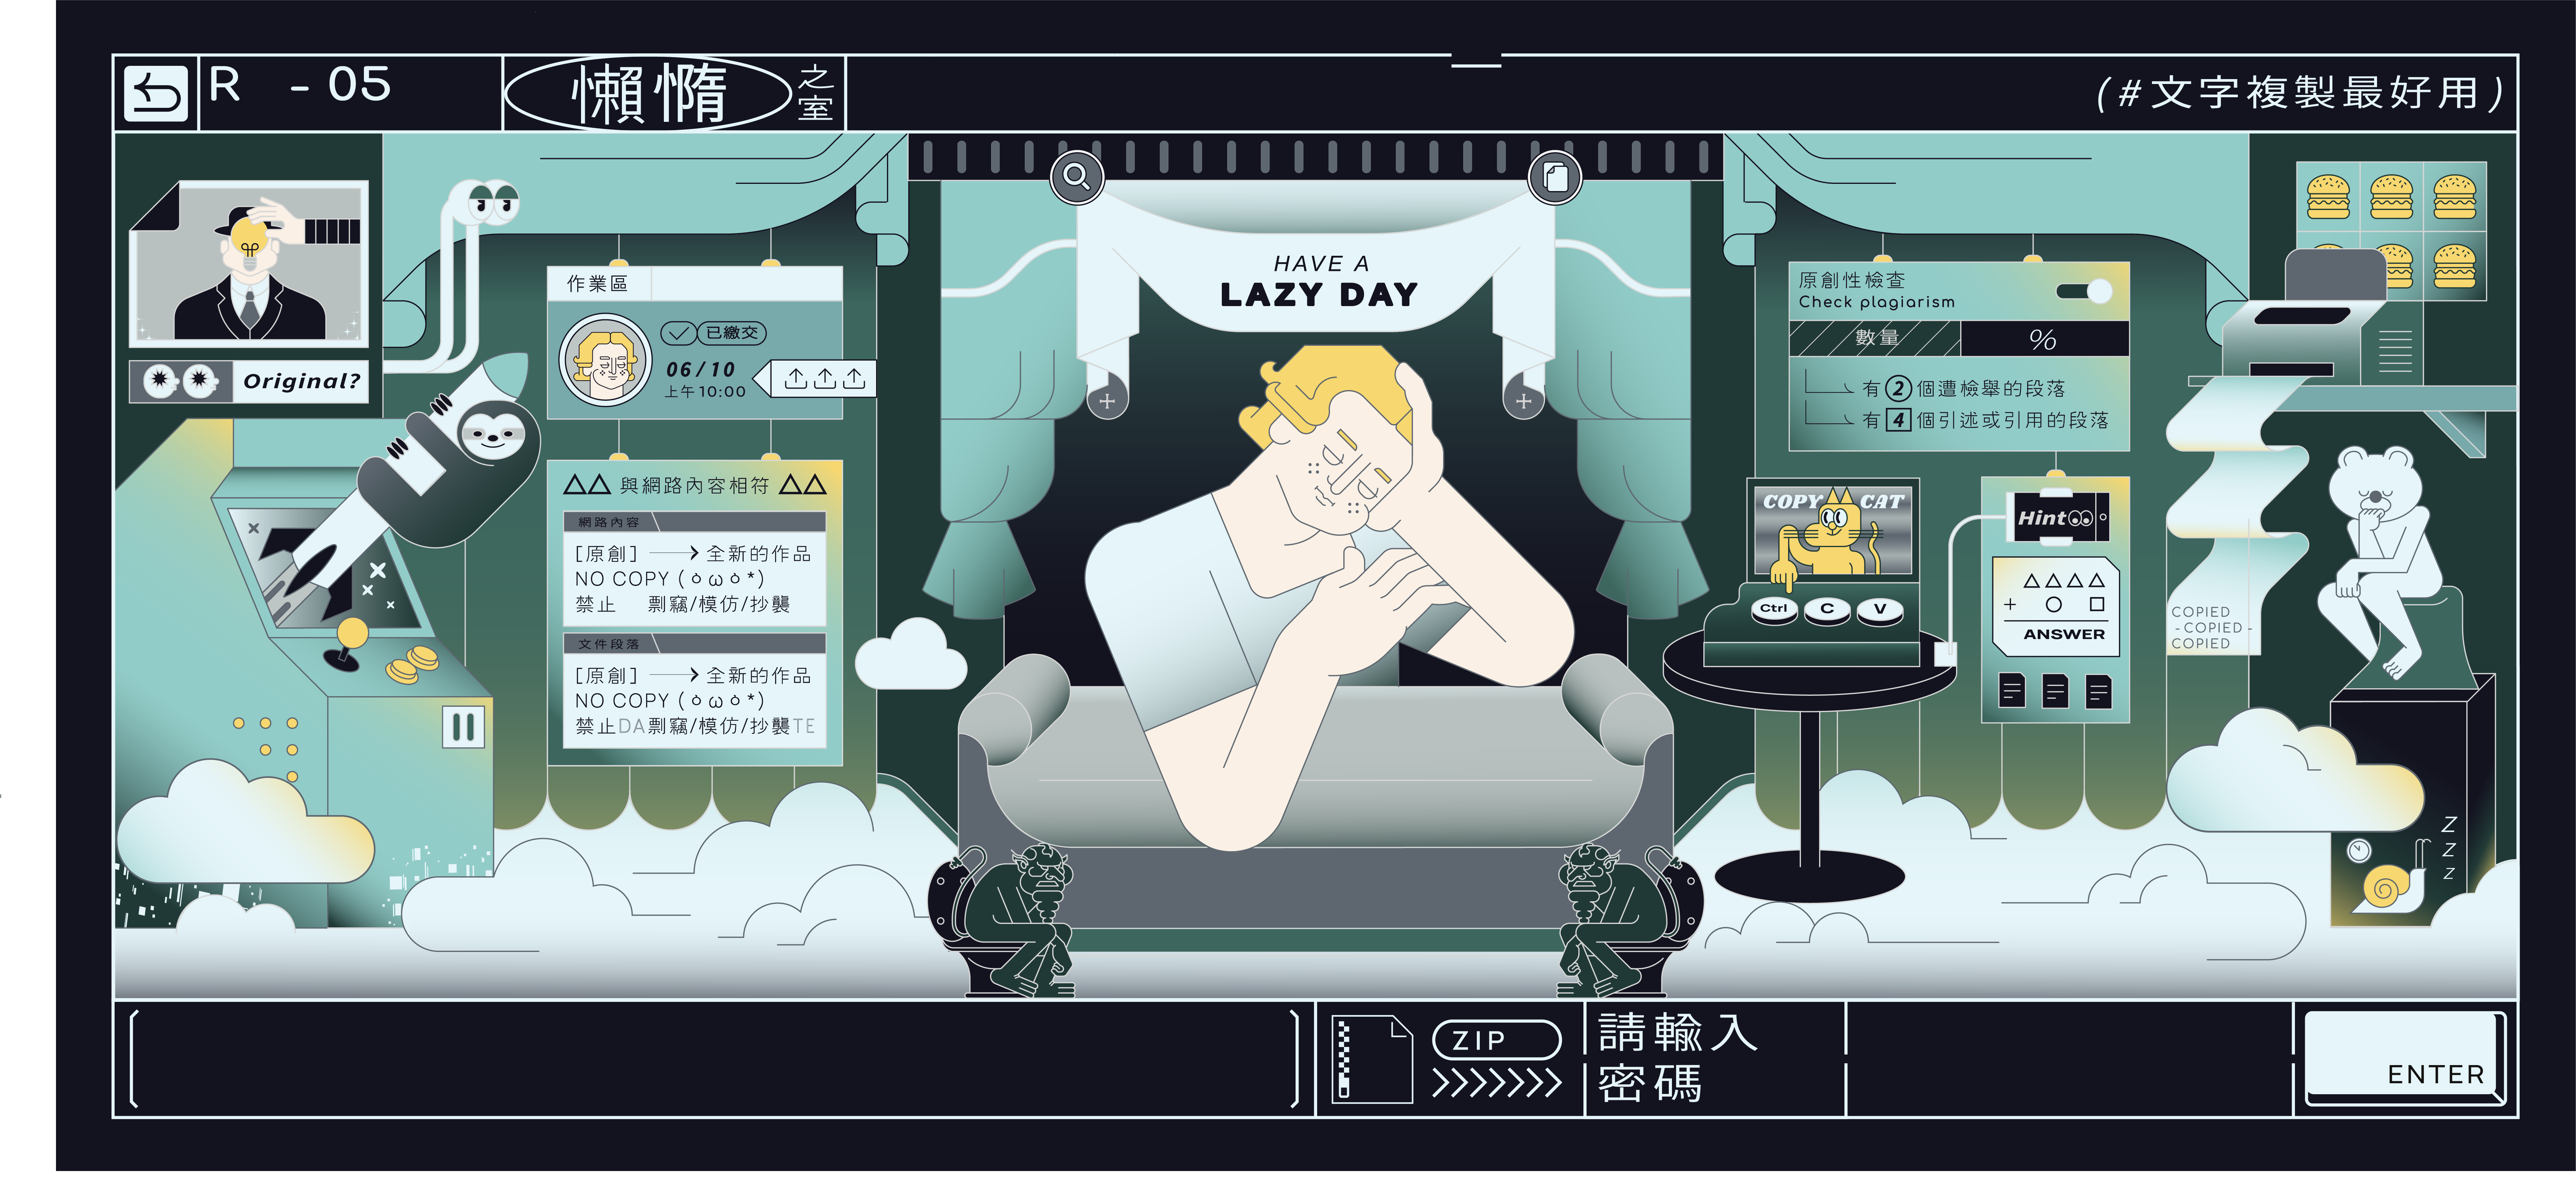 R - 05
懶惰之室
(#文字複製最好用)
Original?
作業區
已繳交
06/10
上午10:00
△△ 與網路內容相符 △△
網路內容
[原創] → 全新的作品
NO COPY ( óωó*)
禁止 剽竊/模仿/抄襲
文件段落
[原創] → 全新的作品
NO COPY ( óωó*)
禁止DA剽竊/模仿/抄襲TE
HAVE A
LAZY DAY
原創性檢查
Check plagiarism
數量 %
有 2 個遭檢舉的段落
有 4 個引述或引用的段落
COPY CAT
Ctrl C V
Hint
△△△△
+ ○ □
ANSWER
COPIED
-COPIED-
COPIED
Z
Z
Z
ZIP
請輸入
密碼
ENTER